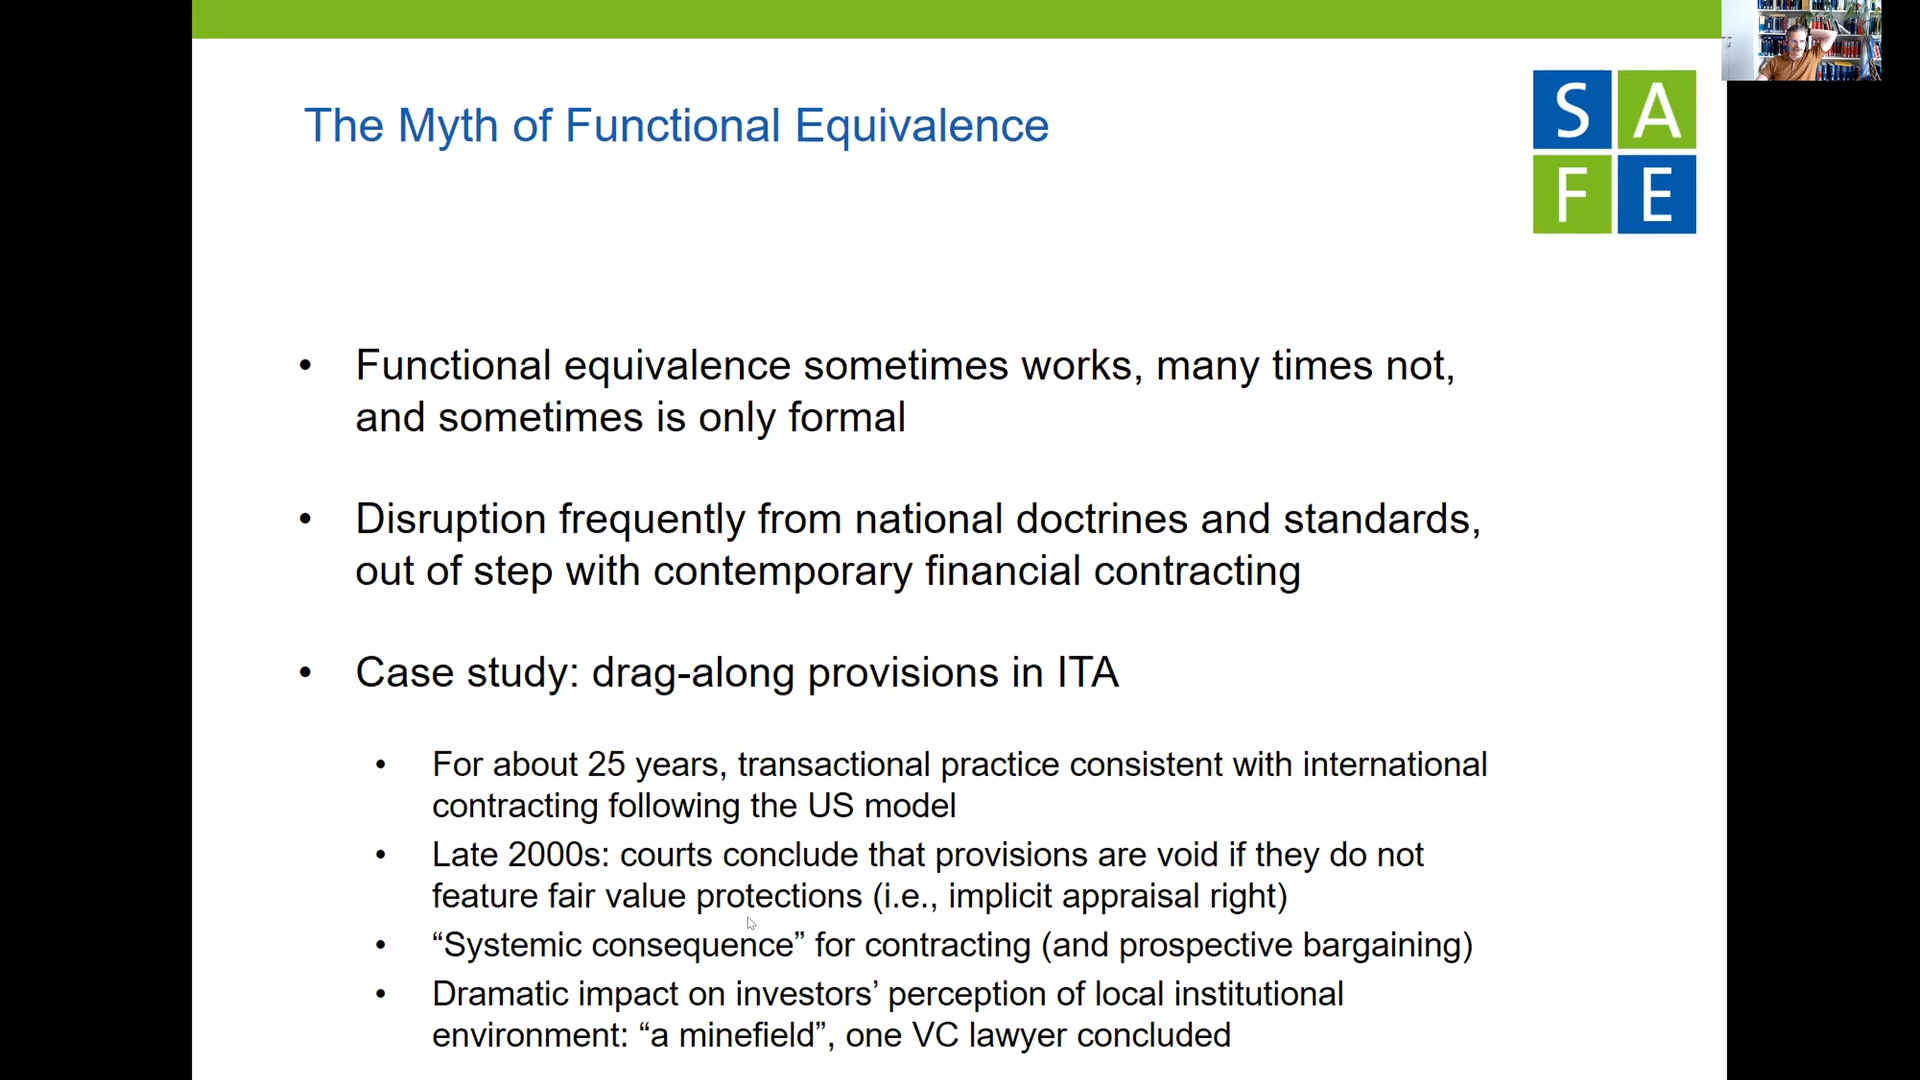 The Myth of Functional Equivalence
S A
F E
• Functional equivalence sometimes works, many times not,
and sometimes is only formal
• Disruption frequently from national doctrines and standards,
out of step with contemporary financial contracting
• Case study: drag-along provisions in ITA
• For about 25 years, transactional practice consistent with international
contracting following the US model
• Late 2000s: courts conclude that provisions are void if they do not
feature fair value protections (i.e., implicit appraisal right)
• “Systemic consequence” for contracting (and prospective bargaining)
• Dramatic impact on investors’ perception of local institutional
environment: “a minefield”, one VC lawyer concluded